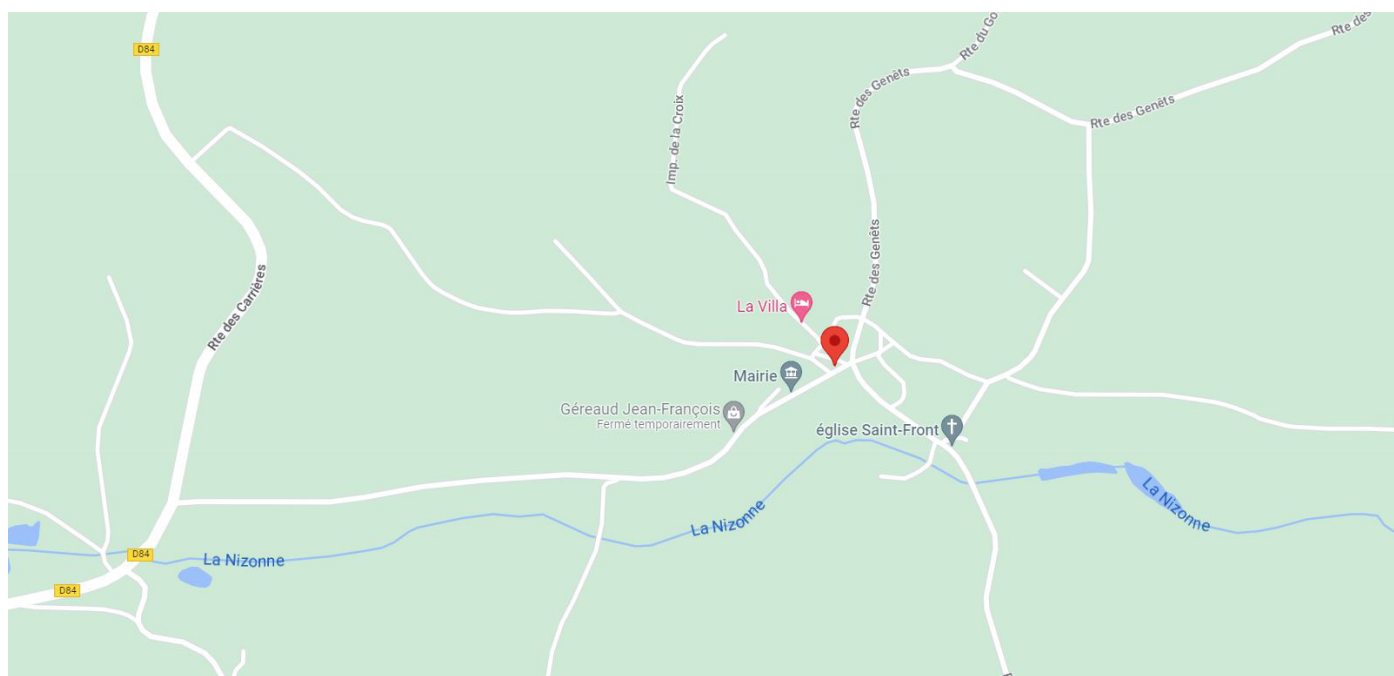 D84
Rte du Go
Rte des
Rte des Genêts
Rte des Genêts
Imp. de la Croix
Rte des Genêts
Rte des Carrières
La Villa
Mairie
Géreaud Jean-François
Fermé temporairement
église Saint-Front
La Nizonne
La Nizonne
La Nizonne
D84
D84